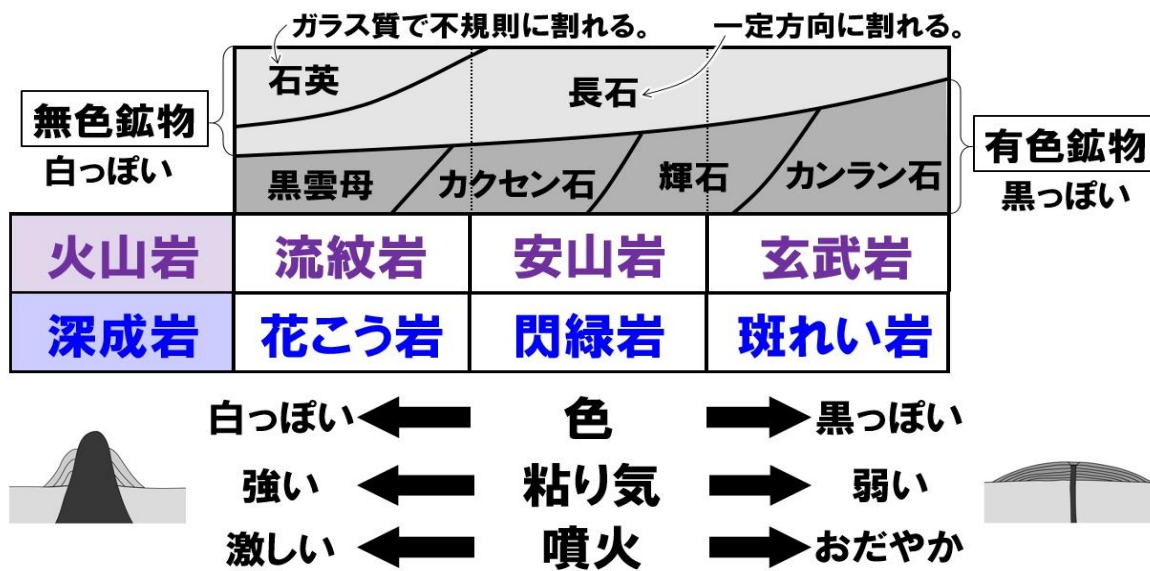 ガラス質で不規則に割れる。 一定方向に割れる。
石英 長石
無色鉱物
白っぽい
有色鉱物
黒っぽい
黒雲母 カクセン石 輝石 カンラン石
火山岩 流紋岩 安山岩 玄武岩
深成岩 花こう岩 閃緑岩 斑れい岩
白っぽい 色 黒っぽい
強い 粘り気 弱い
激しい 噴火 おだやか